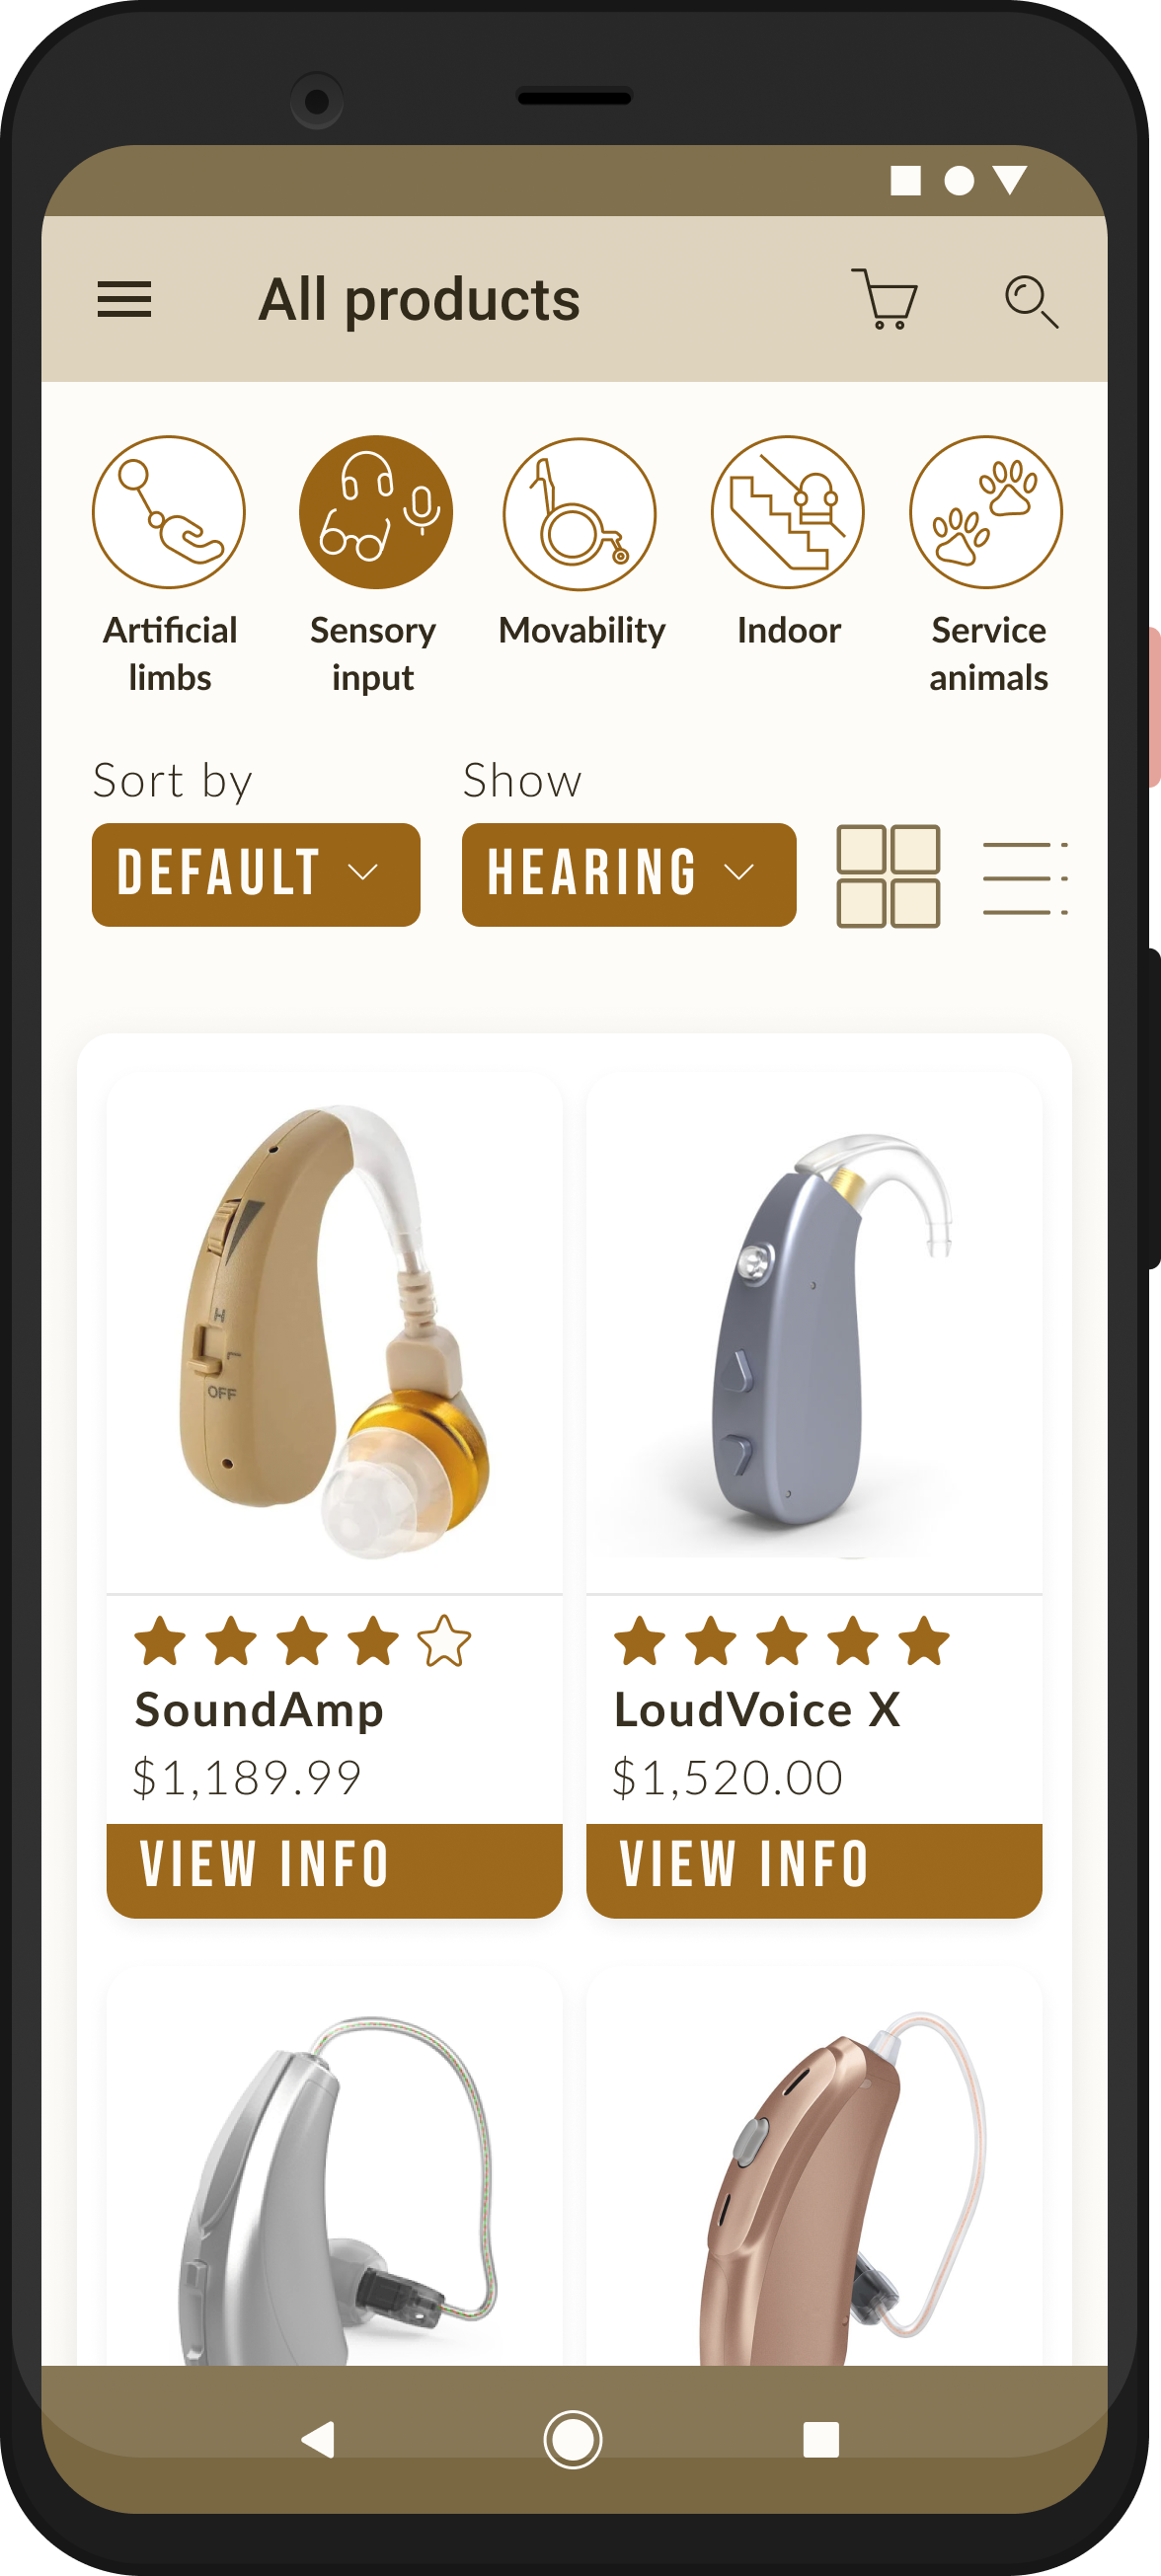 All products
Artificial
limbs
Sensory
input
Movability
Indoor
Service
animals
Sort by
Show
DEFAULT
HEARING
H
L
OFF
SoundAmp
LoudVoice X
$1,189.99
$1,520.00
VIEW INFO
VIEW INFO